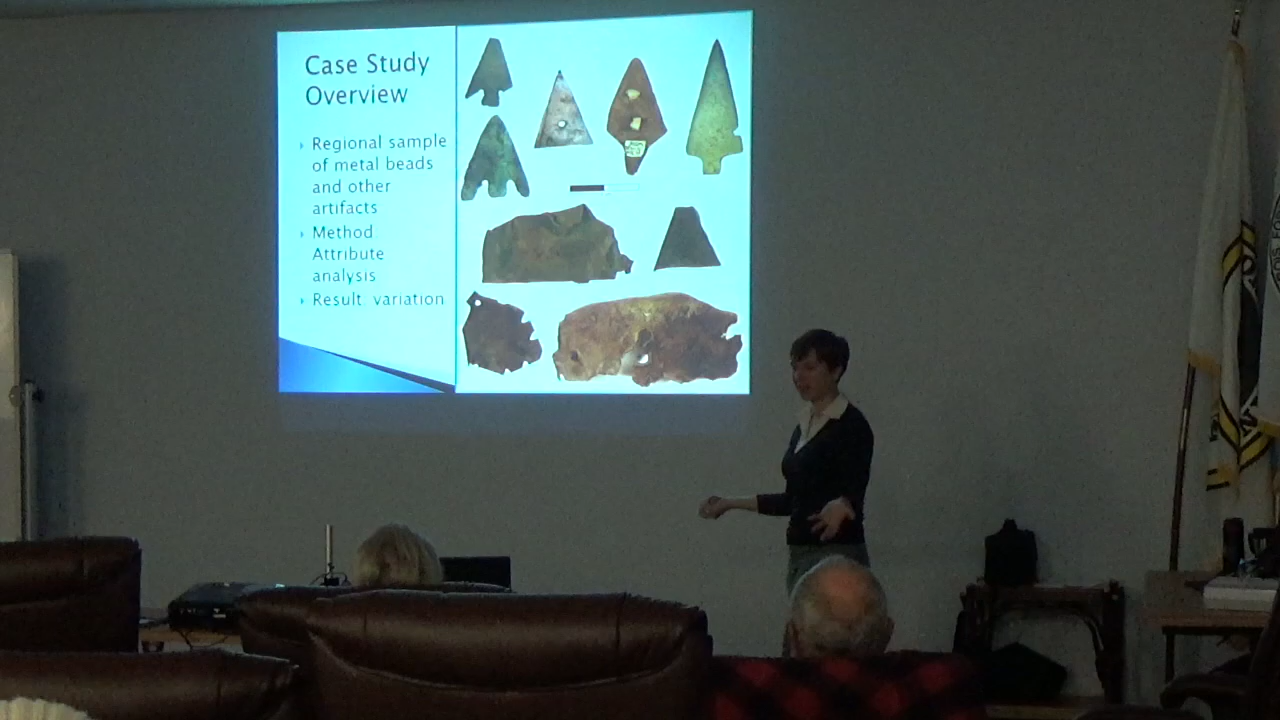 Case Study
Overview
Regional sample
of metal beads
and other
artifacts
Method:
Attribute
analysis
Result: variation